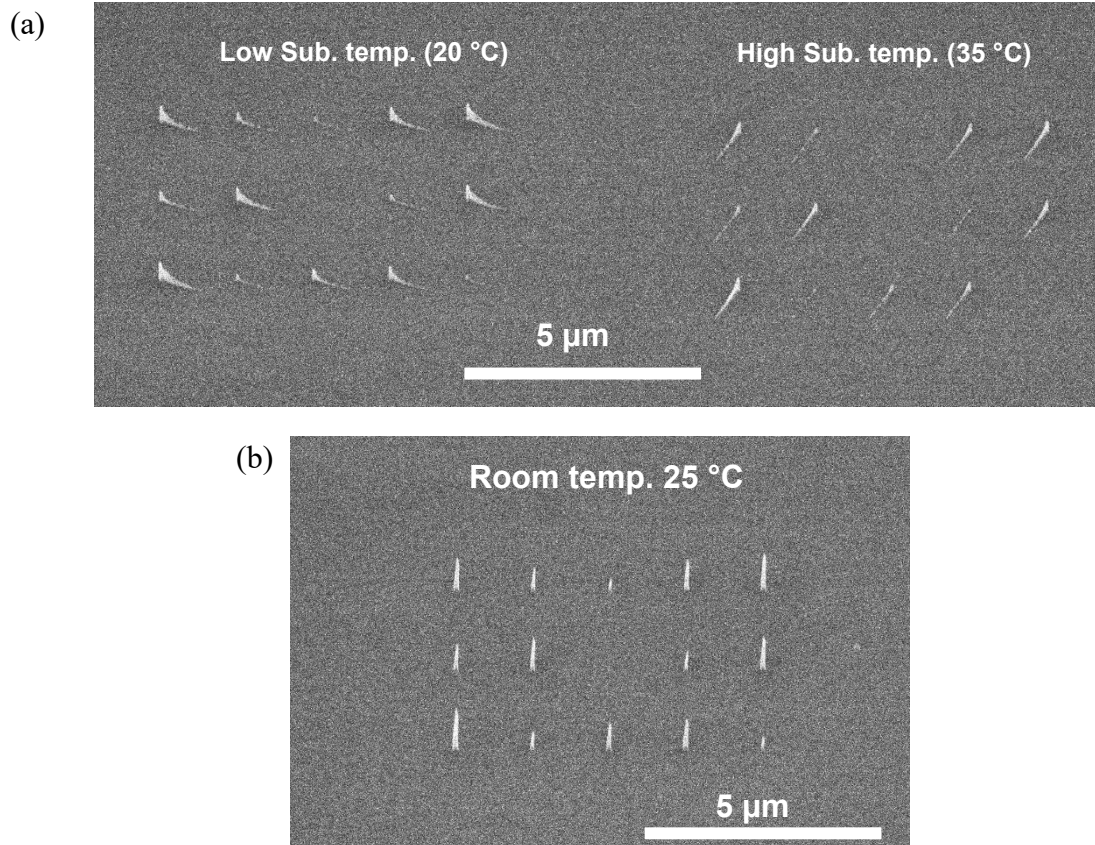 (a)
Low Sub. temp. (20 °C)
High Sub. temp. (35 °C)
5 µm
(b)
Room temp. 25 °C
5 µm